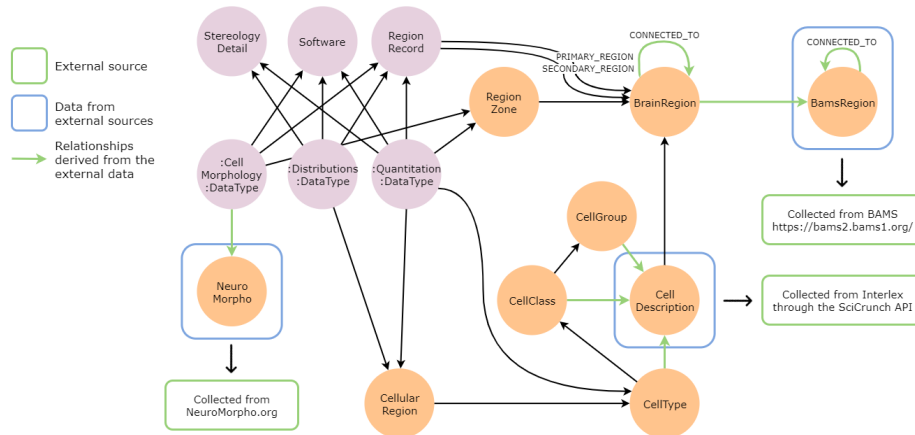 External source
Data from
external sources
Relationships
derived from the
external data
Stereology
Detail
Software
Region
Record
PRIMARY_REGION
SECONDARY_REGION
CONNECTED_TO
BrainRegion
CONNECTED_TO
BamsRegion
Region
Zone
:Cell
Morphology
:DataType
:Distributions
:DataType
:Quantitation
:DataType
CellGroup
Collected from BAMS
https://bams2.bams1.org/
Neuro
Morpho
CellClass
Cell
Description
Collected from Interlex
through the SciCrunch API
Collected from
NeuroMorpho.org
Cellular
Region
CellType